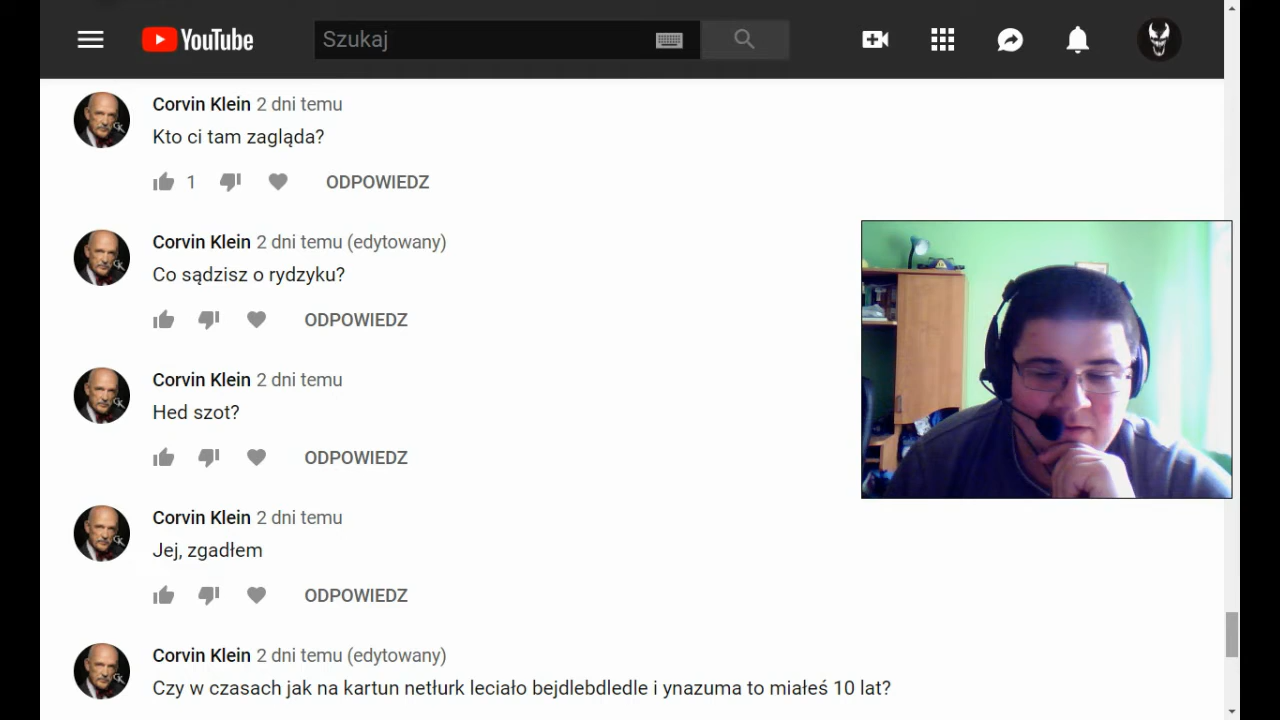 YouTube
Szukaj
Corvin Klein 2 dni temu
Kto ci tam zagląda?
1 ODPOWIEDZ
Corvin Klein 2 dni temu (edytowany)
Co sądzisz o rydzyku?
ODPOWIEDZ
Corvin Klein 2 dni temu
Hed szot?
ODPOWIEDZ
Corvin Klein 2 dni temu
Jej, zgadłem
ODPOWIEDZ
Corvin Klein 2 dni temu (edytowany)
Czy w czasach jak na kartun netłurk leciało bejdlebdledle i ynazuma to miałeś 10 lat?